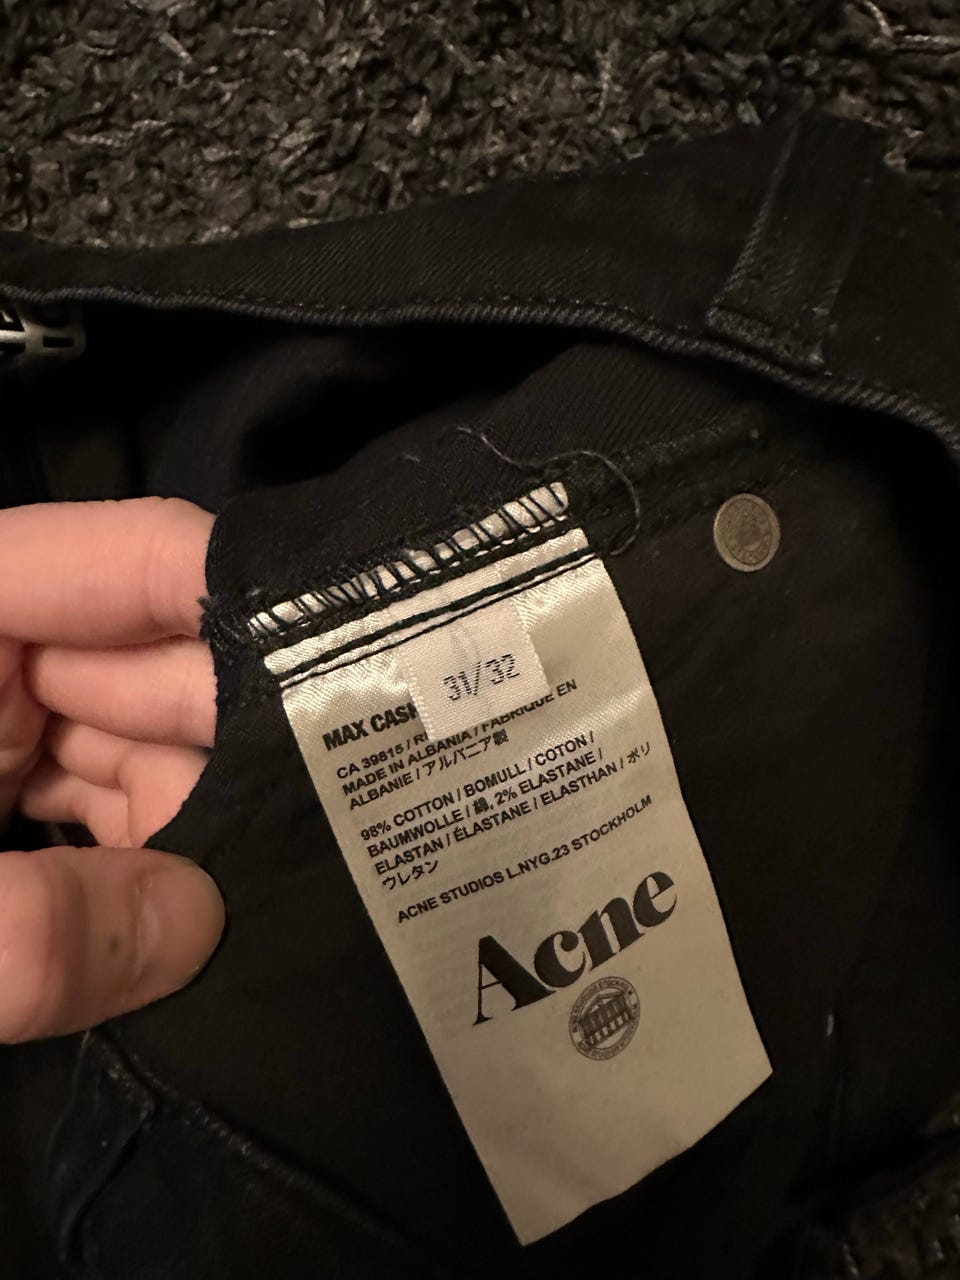 31/32
MAX CASH
CA 39815 /
MADE IN ALBANIA / FABRIQUÉ EN
ALBANIE / アルバニア製
98% COTTON / BOMULL / COTON /
BAUMWOLLE / 綿, 2% ELASTANE /
ELASTAN / ÉLASTANE / ELASTHAN / ポリ
ウレタン
ACNE STUDIOS L.NYG.23 STOCKHOLM
Acne